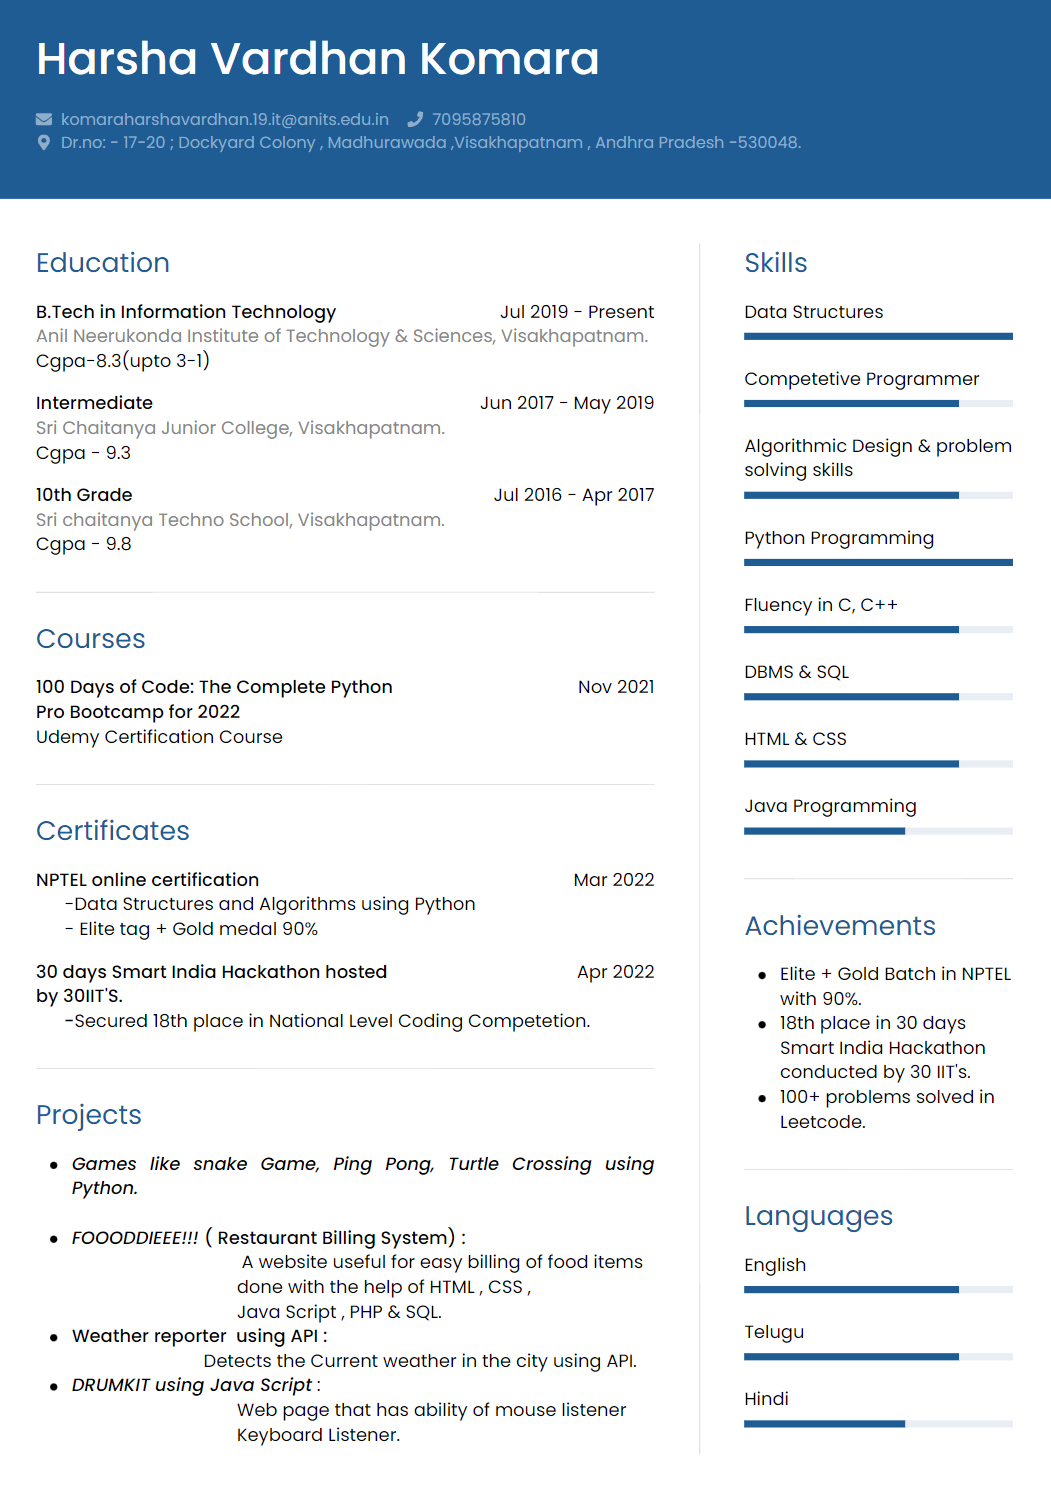 Harsha Vardhan Komara
komaraharshavardhan.19.it@anits.edu.in 7095875810
Dr.no: - 17-20 ; Dockyard Colony , Madhurawada ,Visakhapatnam , Andhra Pradesh -530048.
Education
B.Tech in Information Technology Jul 2019 - Present
Anil Neerukonda Institute of Technology & Sciences, Visakhapatnam.
Cgpa-8.3(upto 3-1)
Intermediate Jun 2017 - May 2019
Sri Chaitanya Junior College, Visakhapatnam.
Cgpa - 9.3
10th Grade Jul 2016 - Apr 2017
Sri chaitanya Techno School, Visakhapatnam.
Cgpa - 9.8
Courses
100 Days of Code: The Complete Python Nov 2021
Pro Bootcamp for 2022
Udemy Certification Course
Certificates
NPTEL online certification Mar 2022
-Data Structures and Algorithms using Python
- Elite tag + Gold medal 90%
30 days Smart India Hackathon hosted Apr 2022
by 30IIT'S.
-Secured 18th place in National Level Coding Competetion.
Projects
• Games like snake Game, Ping Pong, Turtle Crossing using
Python.
• FOOODDIEEE!!! ( Restaurant Billing System) :
A website useful for easy billing of food items
done with the help of HTML , CSS ,
Java Script , PHP & SQL.
• Weather reporter using API :
Detects the Current weather in the city using API.
• DRUMKIT using Java Script :
Web page that has ability of mouse listener
Keyboard Listener.
Skills
Data Structures
Competetive Programmer
Algorithmic Design & problem
solving skills
Python Programming
Fluency in C, C++
DBMS & SQL
HTML & CSS
Java Programming
Achievements
• Elite + Gold Batch in NPTEL
with 90%.
• 18th place in 30 days
Smart India Hackathon
conducted by 30 IIT's.
• 100+ problems solved in
Leetcode.
Languages
English
Telugu
Hindi